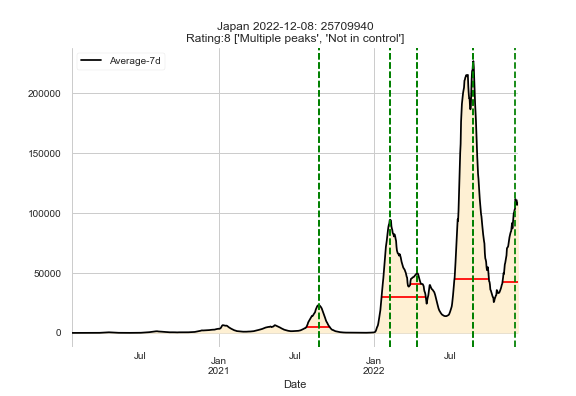 Japan 2022-12-08: 25709940
Rating:8 ['Multiple peaks', 'Not in control']
Average-7d
200000
150000
100000
50000
0
Jul
Jan
2021
Jul
Jan
2022
Jul
Date